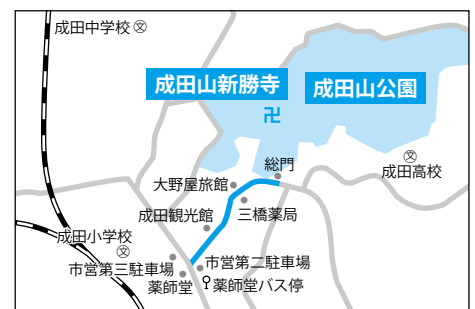 成田中学校
成田山新勝寺
成田山公園
卍
総門
成田高校
大野屋旅館
三橋薬局
成田観光館
成田小学校
市営第三駐車場
市営第二駐車場
薬師堂
薬師堂バス停